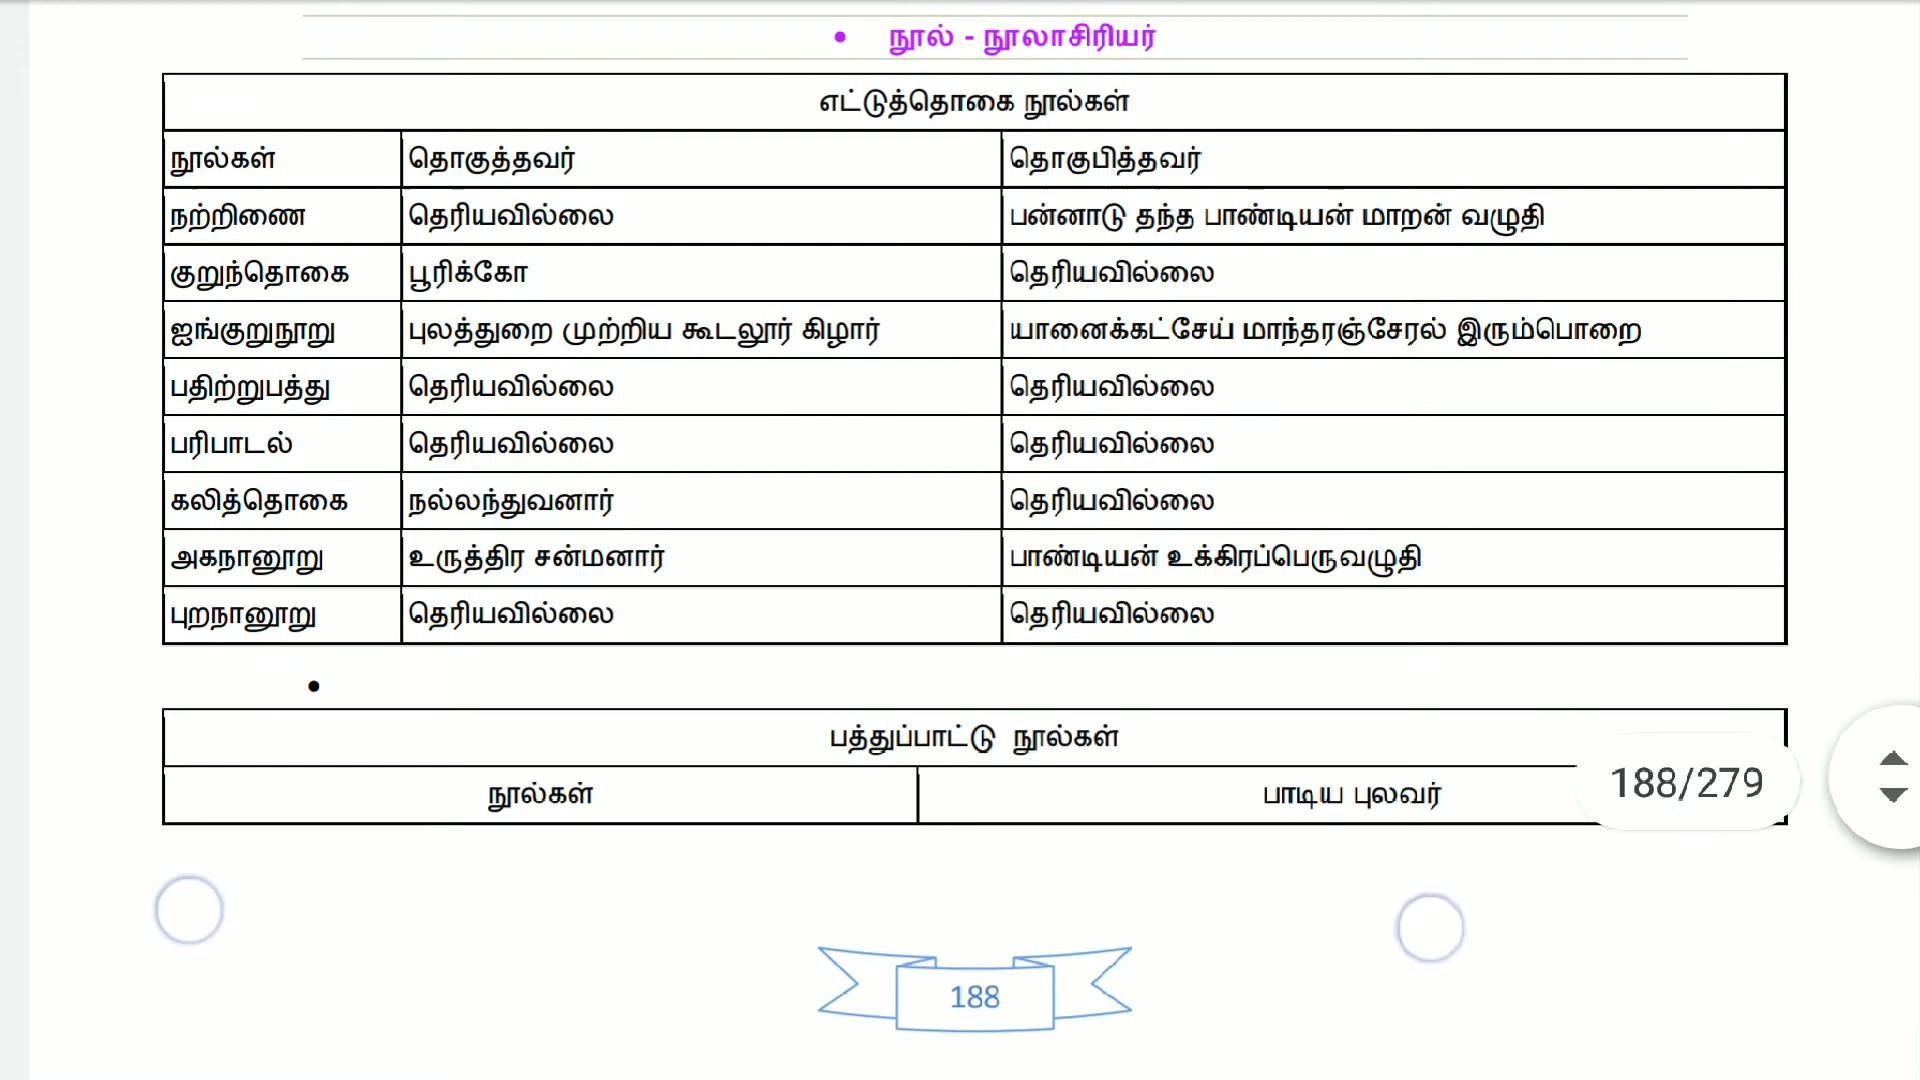 • நூல் - நூலாசிரியர்
எட்டுத்தொகை நூல்கள்
நூல்கள் தொகுத்தவர் தொகுபித்தவர்
நற்றிணை தெரியவில்லை பன்னாடு தந்த பாண்டியன் மாறன் வழுதி
குறுந்தொகை பூரிக்கோ தெரியவில்லை
ஐங்குறுநூறு புலத்துறை முற்றிய கூடலூர் கிழார் யானைக்கட்சேய் மாந்தரஞ்சேரல் இரும்பொறை
பதிற்றுபத்து தெரியவில்லை தெரியவில்லை
பரிபாடல் தெரியவில்லை தெரியவில்லை
கலித்தொகை நல்லந்துவனார் தெரியவில்லை
அகநானூறு உருத்திர சன்மனார் பாண்டியன் உக்கிரப்பெருவழுதி
புறநானூறு தெரியவில்லை தெரியவில்லை
•
பத்துப்பாட்டு நூல்கள்
நூல்கள் பாடிய புலவர்
188/279
188